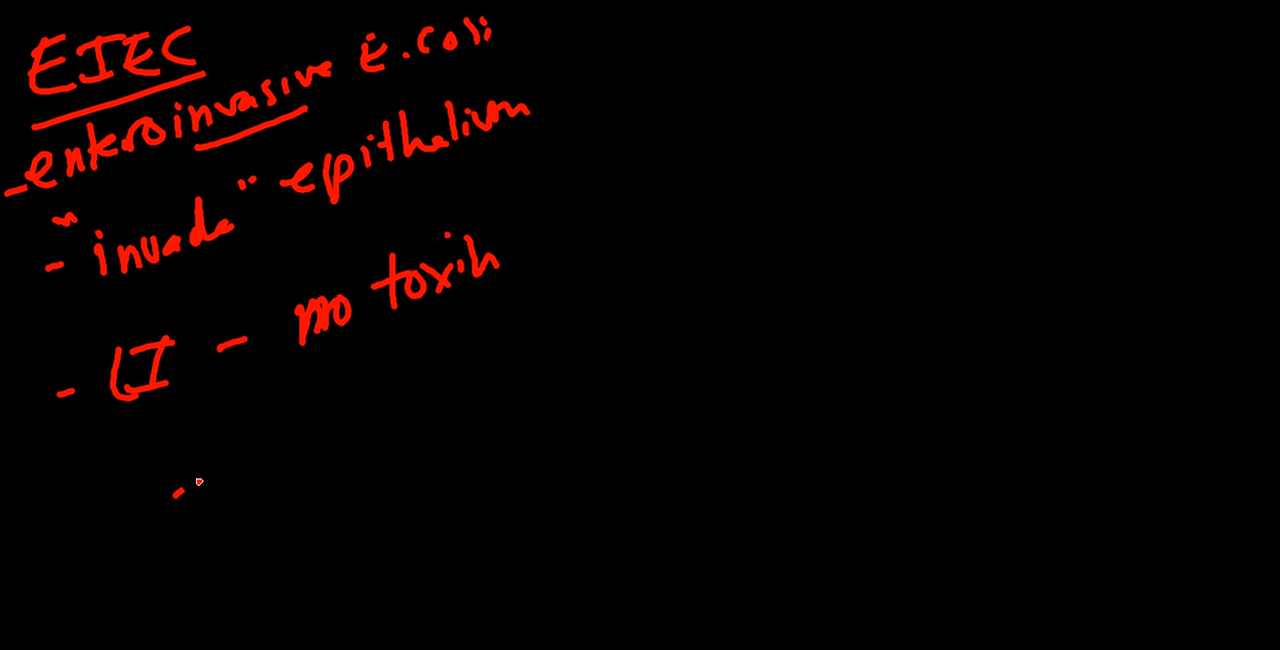 EIEC
- enteroinvasive E.coli
- "invade" epithelium
- LI - no toxin
-